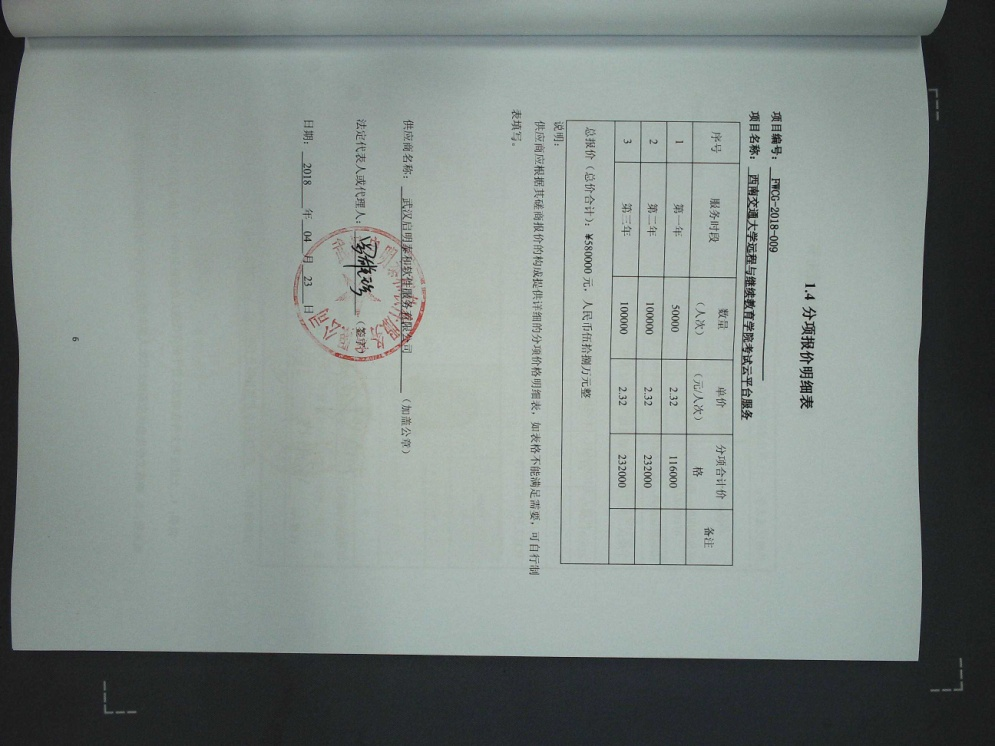 1.4 分项报价明细表
项目编号： FWCG-2018-009
项目名称： 西南交通大学远程与继续教育学院考试云平台服务
序号 服务时段 数量（人次） 单价（元/人次） 分项合计价格 备注
1 第一年 50000 2.32 116000
2 第二年 100000 2.32 232000
3 第三年 100000 2.32 232000
总报价（总价合计）：¥580000 元，人民币伍拾捌万元整
说明：
供应商应根据其磋商报价的构成提供详细的分项价格明细表，如表格不能满足需要，可自行制
表填写。
供应商名称： 武汉启明泰和软件服务有限公司 （加盖公章）
法定代表人或代理人： （签字）
日期： 2018 年 04 月 23 日
6